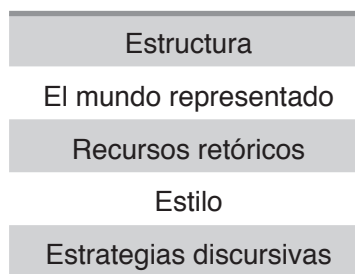 Estructura
El mundo representado
Recursos retóricos
Estilo
Estrategias discursivas